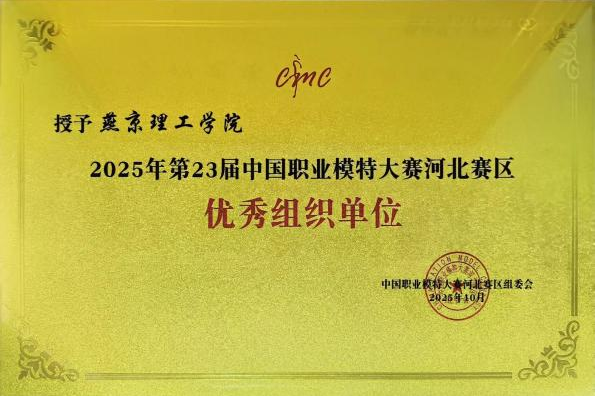 CMC
授予 燕京理工学院
2025年第23届中国职业模特大赛河北赛区
优秀组织单位
中国职业模特大赛河北赛区组委会
2025年10月